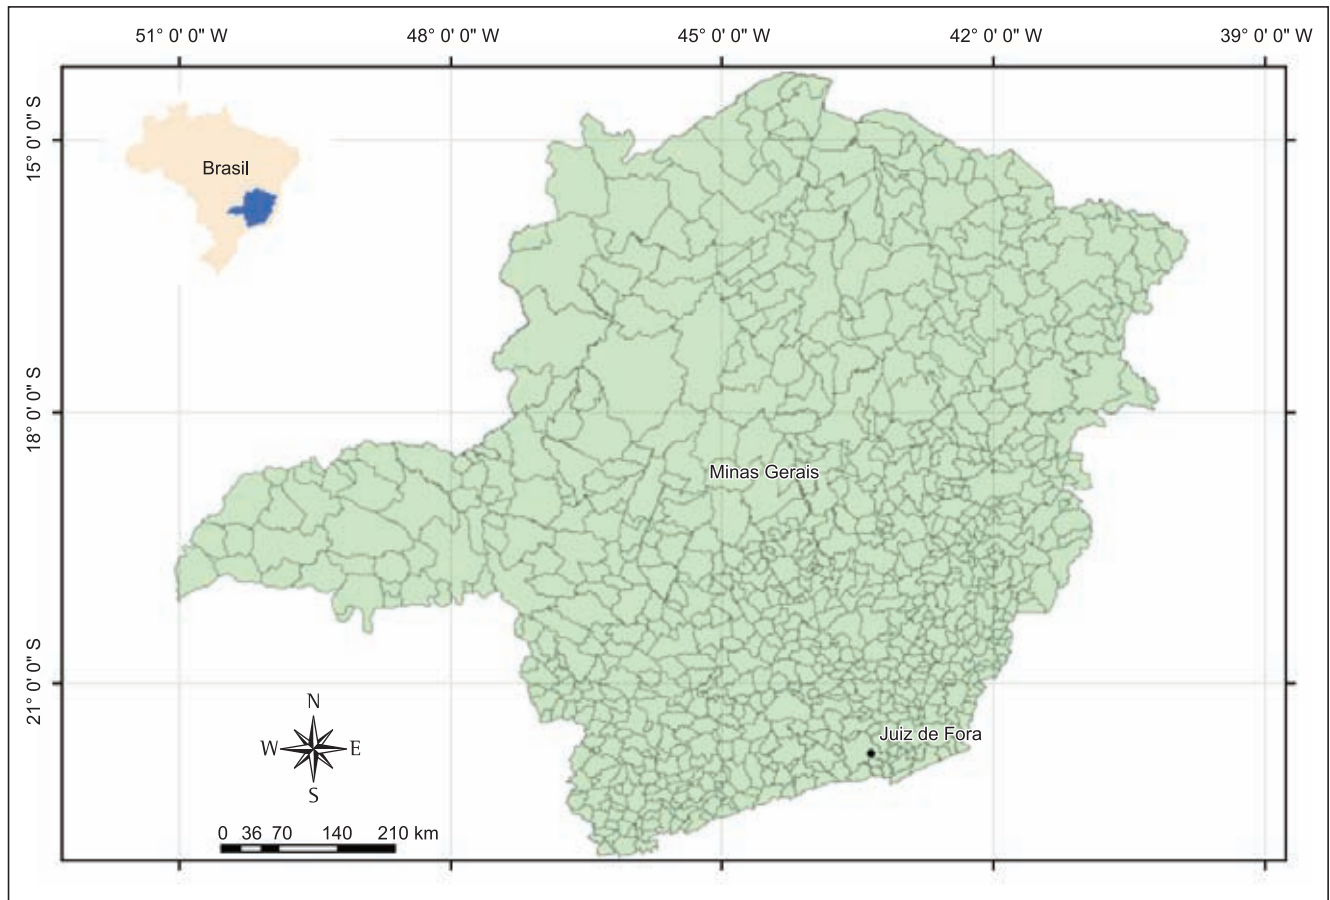 51° 0' 0" W 48° 0' 0" W 45° 0' 0" W 42° 0' 0" W 39° 0' 0" W
15° 0' 0" S
Brasil
18° 0' 0" S
Minas Gerais
21° 0' 0" S
N
W E
S
Juiz de Fora
0 36 70 140 210 km